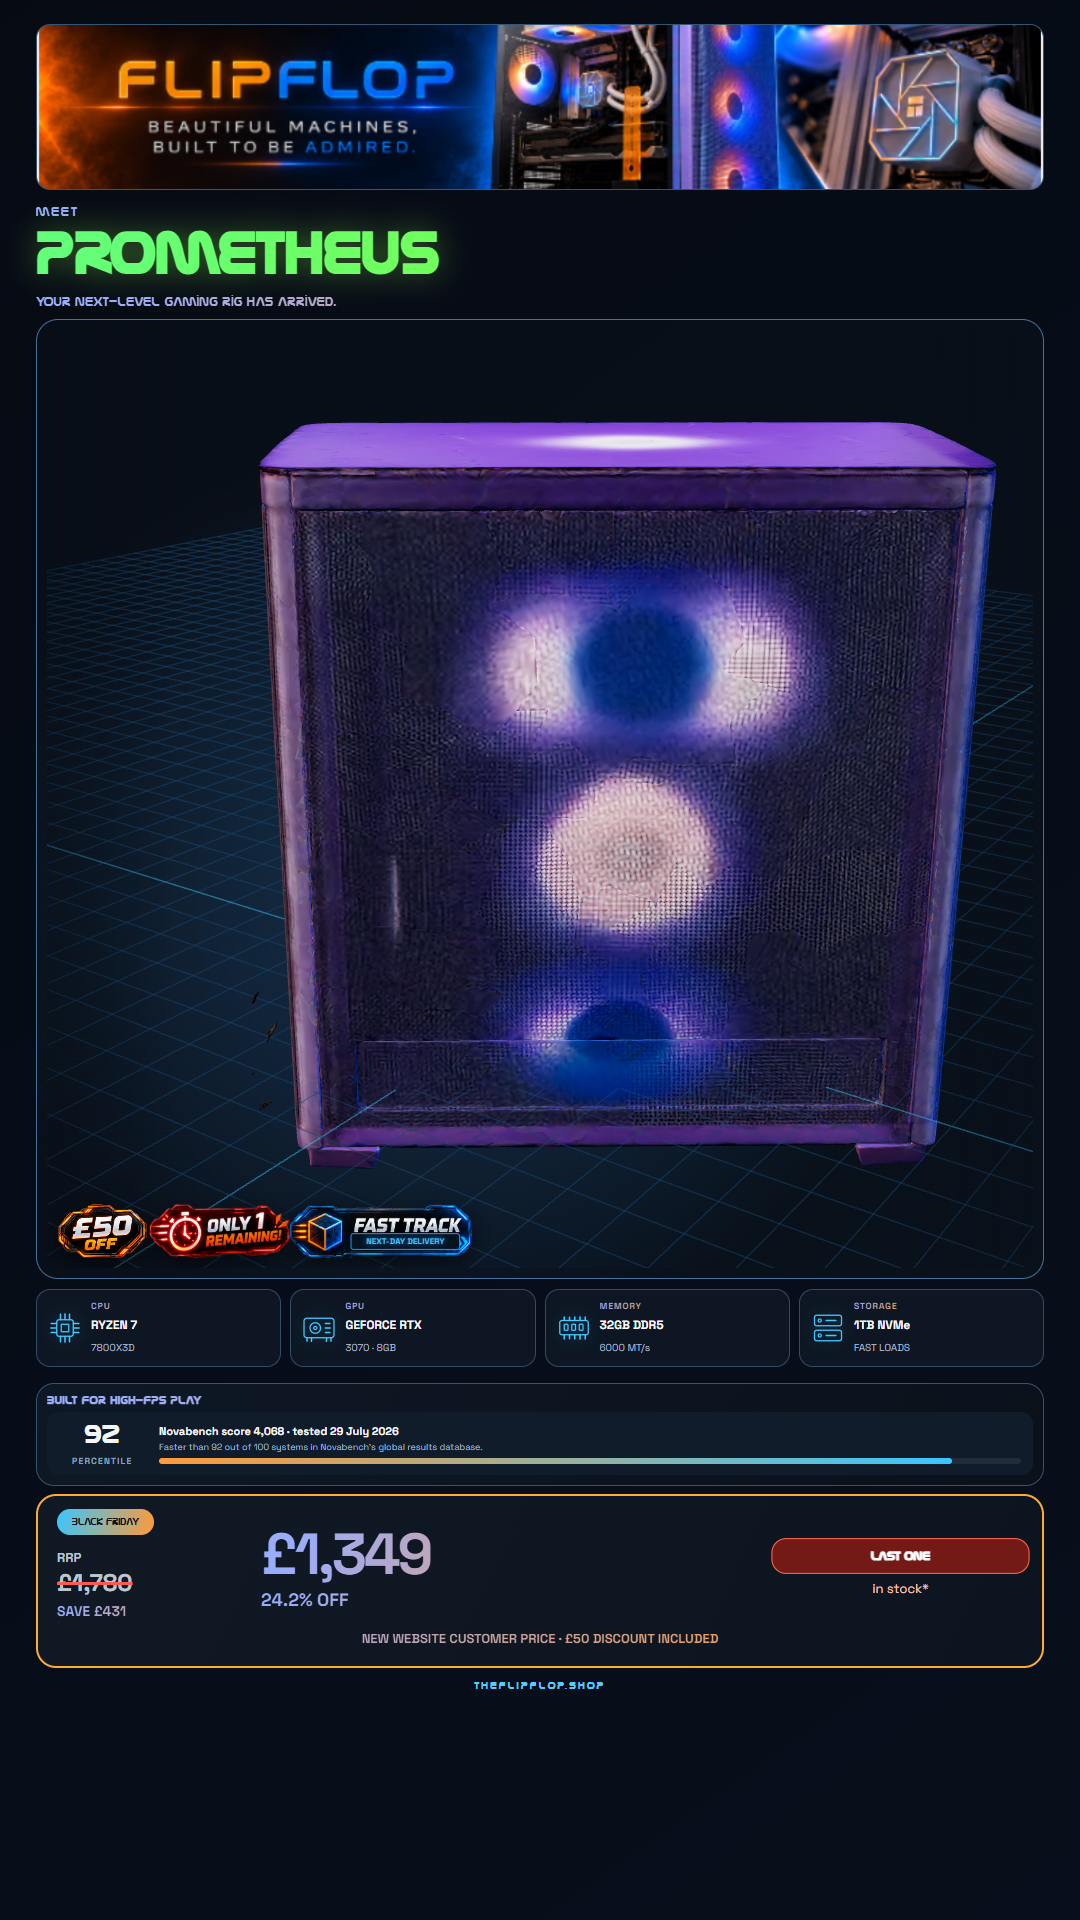 FLIPFLOP
BEAUTIFUL MACHINES,
BUILT TO BE ADMIRED.
MEET
PROMETHEUS
YOUR NEXT-LEVEL GAMING RIG HAS ARRIVED.
£50
OFF
ONLY 1
REMAINING!
FAST TRACK
NEXT-DAY DELIVERY
CPU
RYZEN 7
7800X3D
GPU
GEFORCE RTX
3070 · 8GB
MEMORY
32GB DDR5
6000 MT/s
STORAGE
1TB NVMe
FAST LOADS
BUILT FOR HIGH-FPS PLAY
92
PERCENTILE
Novabench score 4,068 · tested 29 July 2026
Faster than 92 out of 100 systems in Novabench's global results database.
BLACK FRIDAY
RRP
£1,780
SAVE £431
£1,349
24.2% OFF
LAST ONE
in stock*
NEW WEBSITE CUSTOMER PRICE · £50 DISCOUNT INCLUDED
THEFLIPFLOP.SHOP